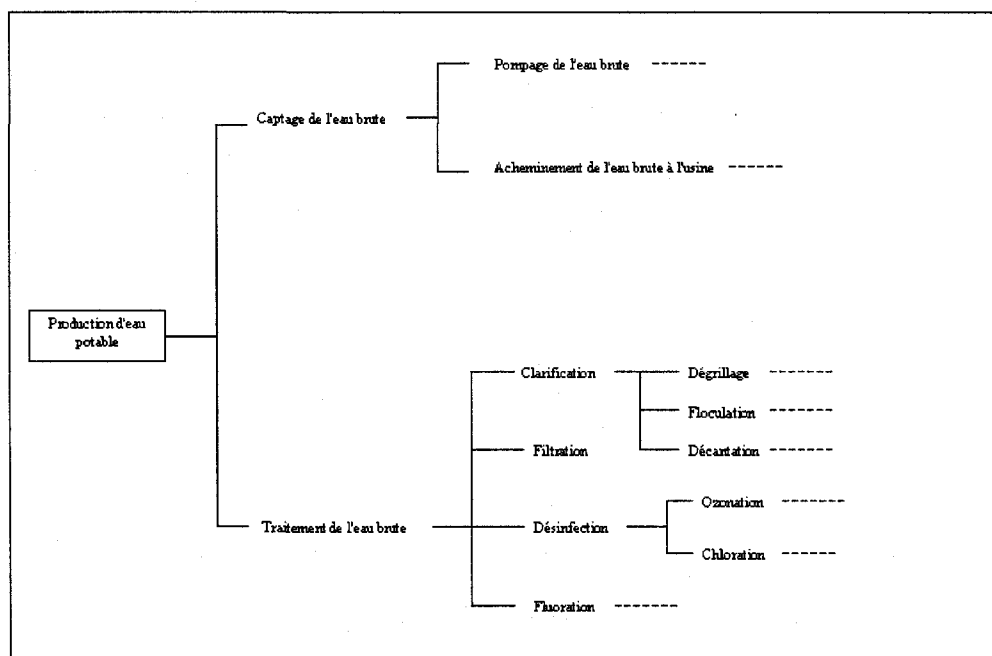 Pompage de l'eau brute
Captage de l'eau brute
Acheminement de l'eau brute à l'usine
Production d'eau
potable
Clarification
Dégrillage
Floculation
Filtration
Décantation
Ozonation
Traitement de l'eau brute
Désinfection
Chloration
Fluoration